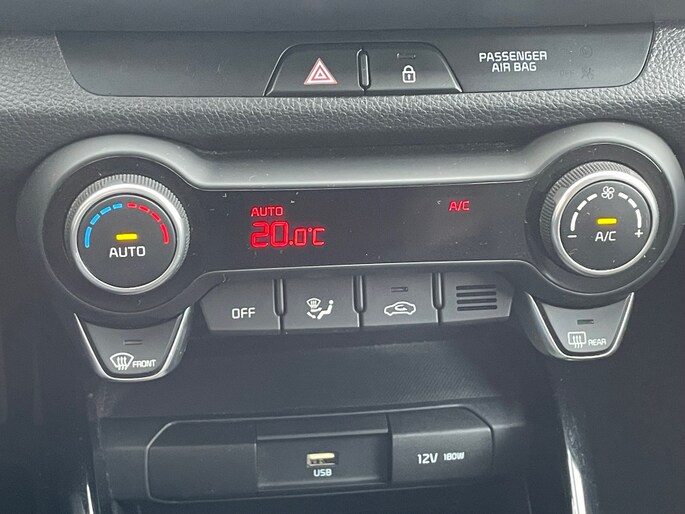 PASSENGER
AIR BAG
AUTO
20.0°C
A/C
AUTO
- A/C +
OFF
FRONT
REAR
USB
12V 180W